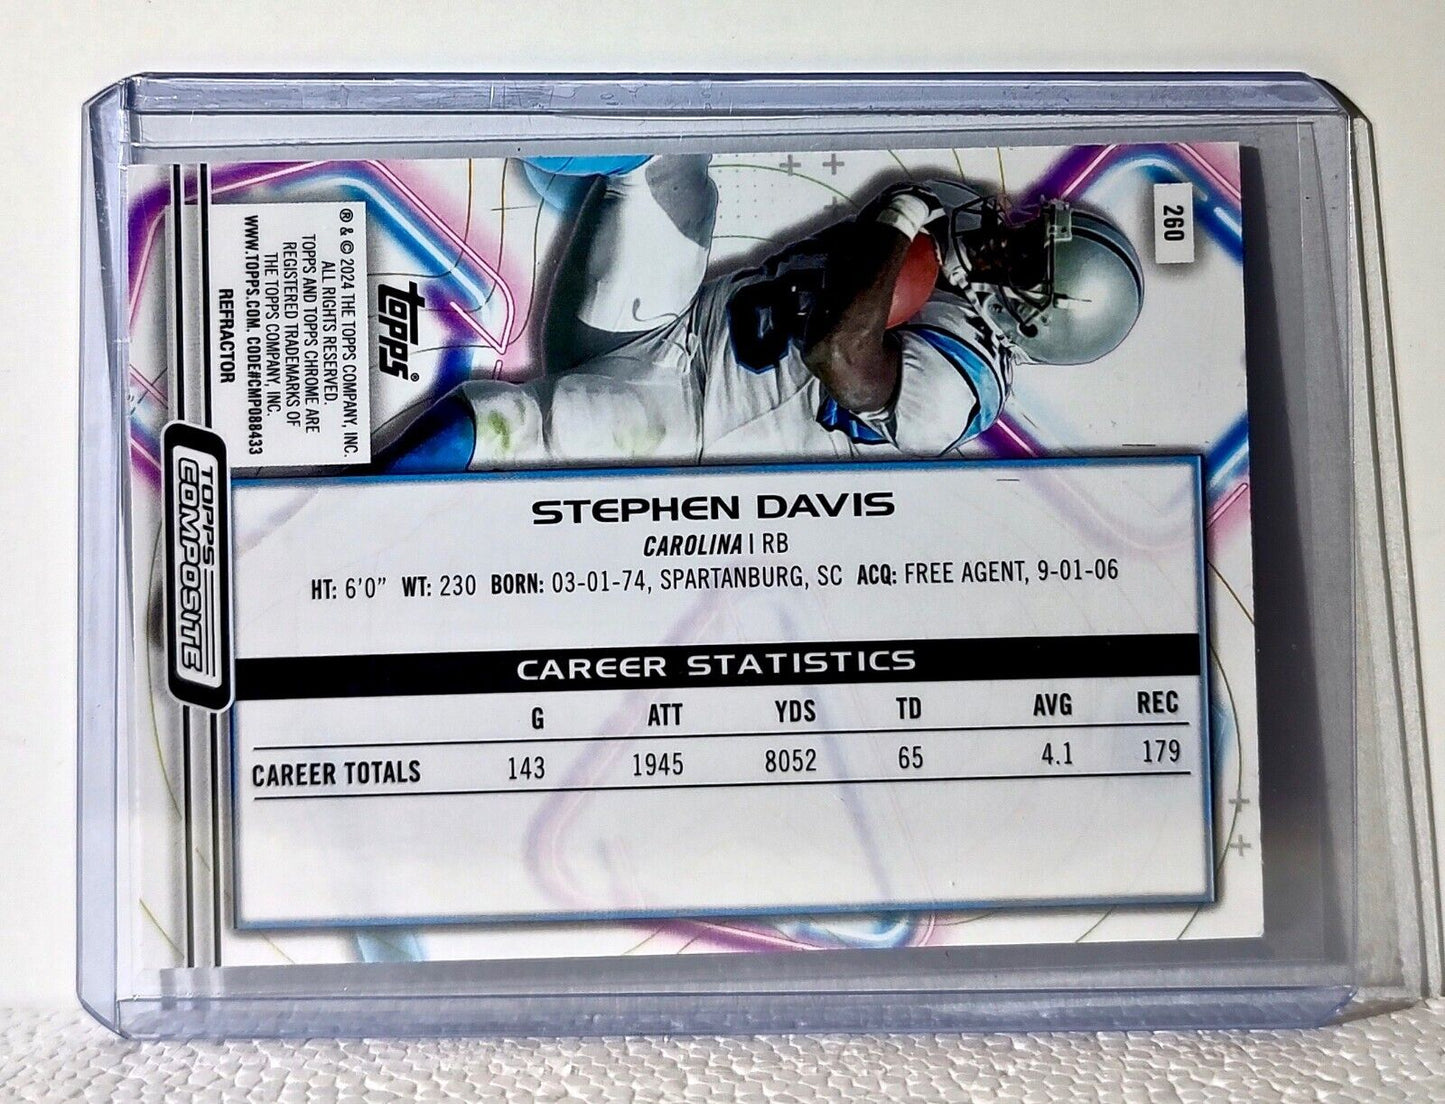 260
® & © 2024 THE TOPPS COMPANY, INC.
ALL RIGHTS RESERVED.
TOPPS AND TOPPS CHROME ARE
REGISTERED TRADEMARKS OF
THE TOPPS COMPANY, INC.
WWW.TOPPS.COM. CODE#CMP088433
REFRACTOR
topps®
TOPPS
COMPOSITE
STEPHEN DAVIS
CAROLINA | RB
HT: 6'0" WT: 230 BORN: 03-01-74, SPARTANBURG, SC ACQ: FREE AGENT, 9-01-06
CAREER STATISTICS
G ATT YDS TD AVG REC
CAREER TOTALS 143 1945 8052 65 4.1 179